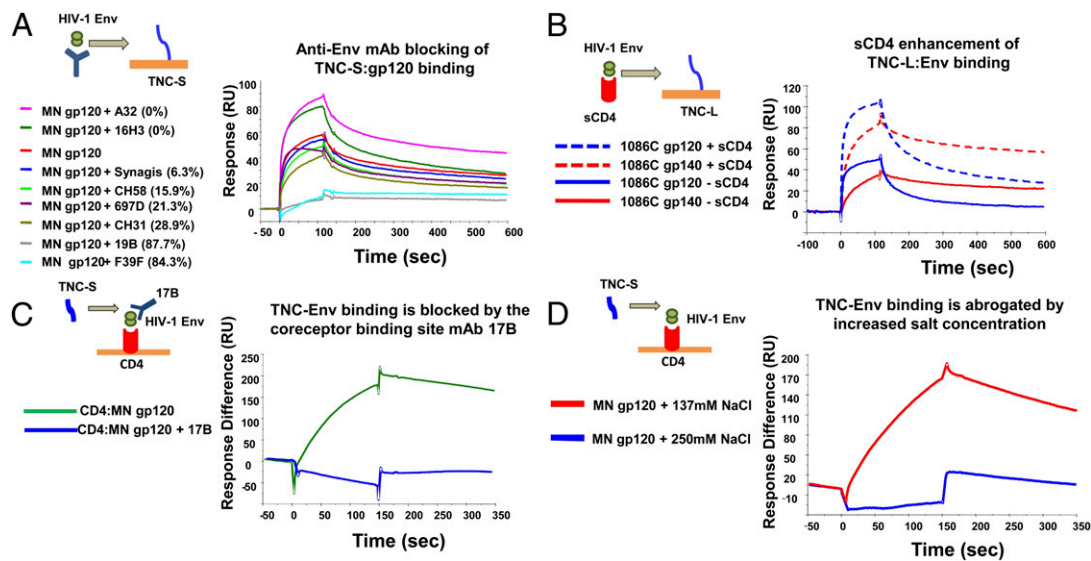 A
HIV-1 Env
TNC-S
Anti-Env mAb blocking of
TNC-S:gp120 binding
MN gp120 + A32 (0%)
MN gp120 + 16H3 (0%)
MN gp120
MN gp120 + Synagis (6.3%)
MN gp120 + CH58 (15.9%)
MN gp120 + 697D (21.3%)
MN gp120 + CH31 (28.9%)
MN gp120 + 19B (87.7%)
MN gp120+ F39F (84.3%)
Response (RU)
100
80
60
40
20
0
-50 0 100 200 300 400 500 600
Time (sec)
B
HIV-1 Env
sCD4
TNC-L
sCD4 enhancement of
TNC-L:Env binding
1086C gp120 + sCD4
1086C gp140 + sCD4
1086C gp120 - sCD4
1086C gp140 - sCD4
Response (RU)
120
100
80
60
40
20
0
-100 0 100 200 300 400 500 600
Time (sec)
C
TNC-S
17B
HIV-1 Env
CD4
TNC-Env binding is blocked by the
coreceptor binding site mAb 17B
CD4:MN gp120
CD4:MN gp120 + 17B
Response Difference (RU)
250
200
150
100
50
0
-50
-50 0 50 100 150 200 250 300 350
Time (sec)
D
TNC-S
HIV-1 Env
CD4
TNC-Env binding is abrogated by
increased salt concentration
MN gp120 + 137mM NaCl
MN gp120 + 250mM NaCl
Response Difference (RU)
200
170
140
110
80
50
20
-10
-50 0 50 100 150 200 250 300 350
Time (sec)